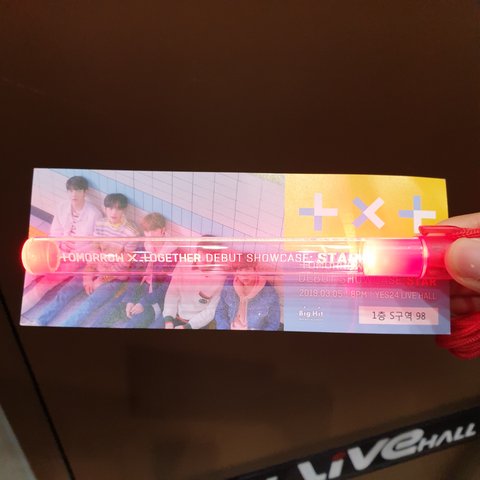 + × +
TOMORROW X TOGETHER DEBUT SHOWCASE: STAR
DEBUT SHOWCASE: STAR
2019.03.05 | 8PM | YES24 LIVE HALL
Big Hit
1층 S구역 98
Live HALL